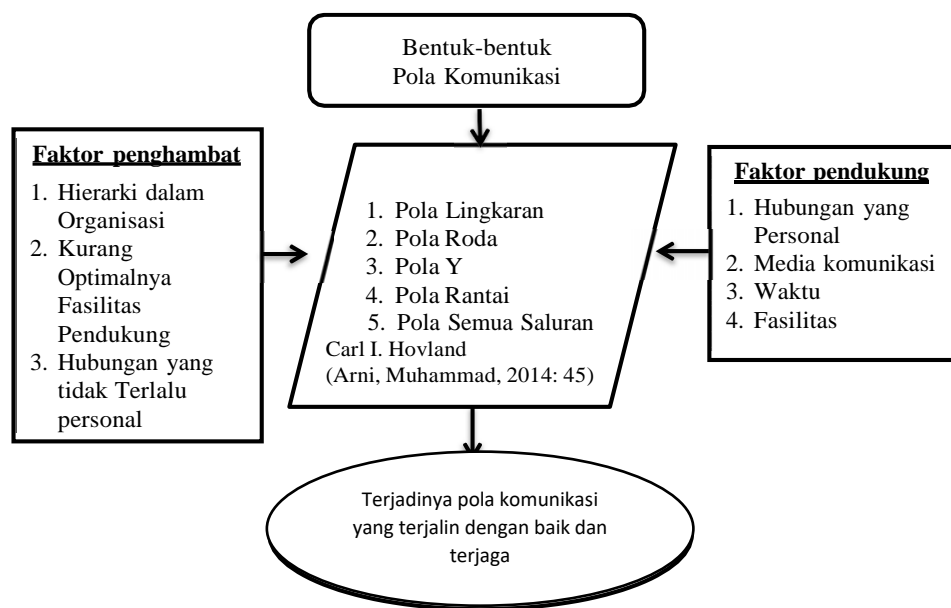 Bentuk-bentuk
Pola Komunikasi
Faktor penghambat
1. Hierarki dalam
Organisasi
2. Kurang
Optimalnya
Fasilitas
Pendukung
3. Hubungan yang
tidak Terlalu
personal
1. Pola Lingkaran
2. Pola Roda
3. Pola Y
4. Pola Rantai
5. Pola Semua Saluran
Carl I. Hovland
(Arni, Muhammad, 2014: 45)
Faktor pendukung
1. Hubungan yang
Personal
2. Media komunikasi
3. Waktu
4. Fasilitas
Terjadinya pola komunikasi
yang terjalin dengan baik dan
terjaga